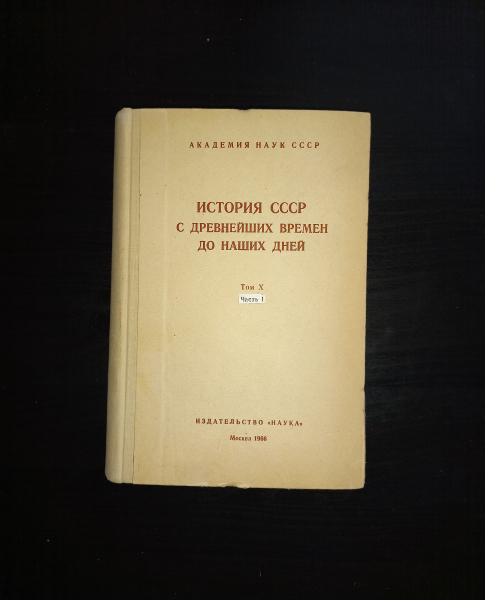 АКАДЕМИЯ НАУК СССР
ИСТОРИЯ СССР
С ДРЕВНЕЙШИХ ВРЕМЕН
ДО НАШИХ ДНЕЙ
Том X
Часть I
ИЗДАТЕЛЬСТВО «НАУКА»
Москва 1966